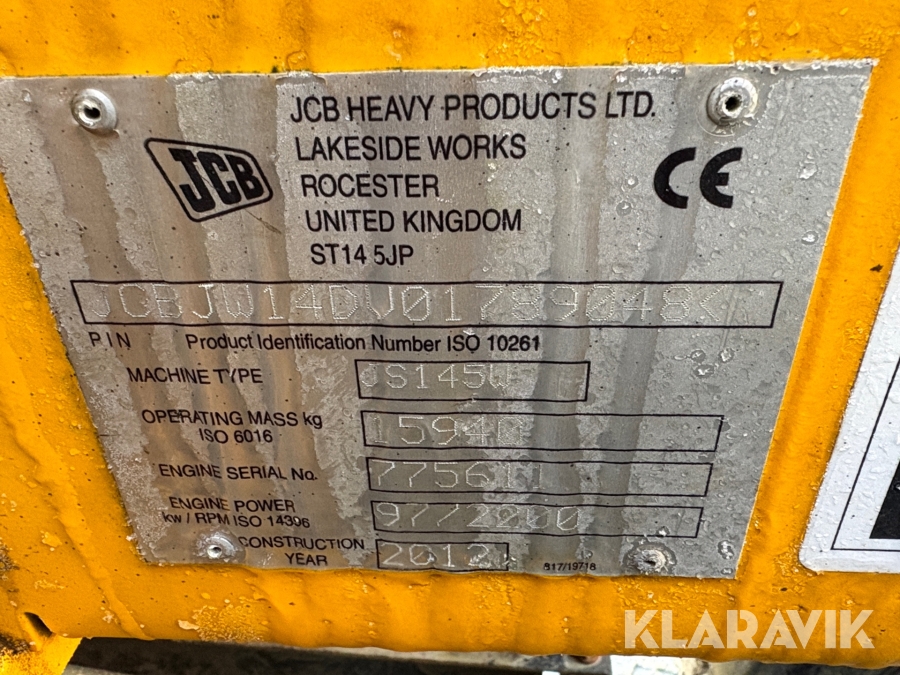 JCB
JCB HEAVY PRODUCTS LTD.
LAKESIDE WORKS
ROCESTER
UNITED KINGDOM
ST14 5JP
CE
JCBJW14DV01789048<
PIN Product Identification Number ISO 10261
MACHINE TYPE JS145W
OPERATING MASS kg 15940
ISO 6016
ENGINE SERIAL No. 775611
ENGINE POWER 97/2200
kw / RPM ISO 14396
CONSTRUCTION YEAR 2012
817/19718
KLARAVIK